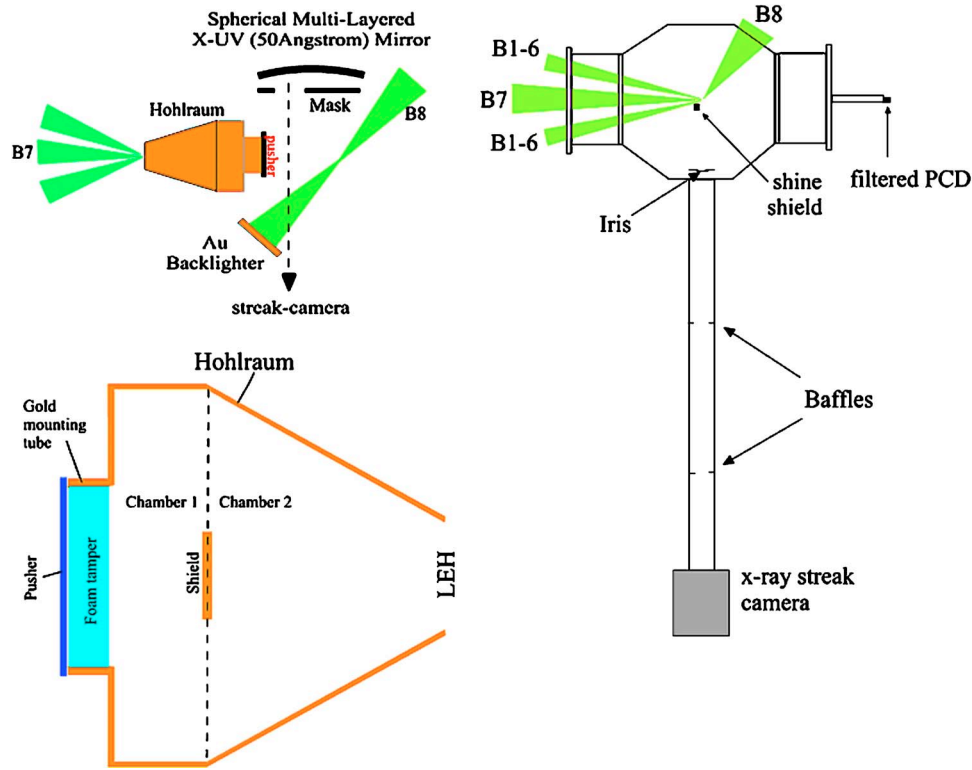 Spherical Multi-Layered
X-UV (50Angstrom) Mirror
Mask
Hohlraum
B8
B7
pusher
Au
Backlighter
streak-camera
B8
B1-6
B7
B1-6
shine
shield
filtered PCD
Iris
Baffles
x-ray streak
camera
Hohlraum
Gold
mounting
tube
Chamber 1
Chamber 2
Pusher
Foam tamper
Shield
LEH